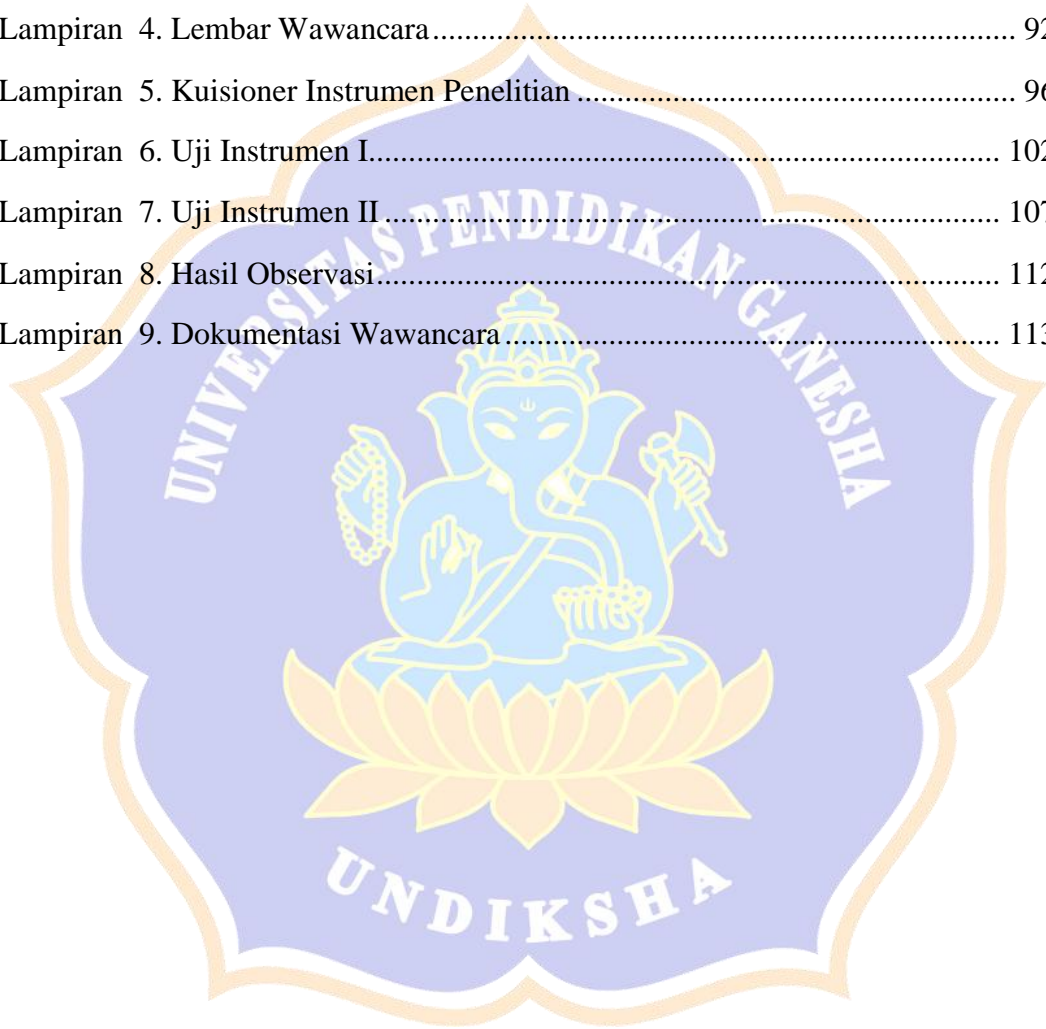 Lampiran 4. Lembar Wawancara.......................................................................... 92
Lampiran 5. Kuisioner Instrumen Penelitian ........................................................ 96
Lampiran 6. Uji Instrumen I................................................................................ 102
Lampiran 7. Uji Instrumen II .............................................................................. 107
Lampiran 8. Hasil Observasi............................................................................... 112
Lampiran 9. Dokumentasi Wawancara ............................................................... 113
UNIVERSITAS PENDIDIKAN GANESHA
UNDIKSHA